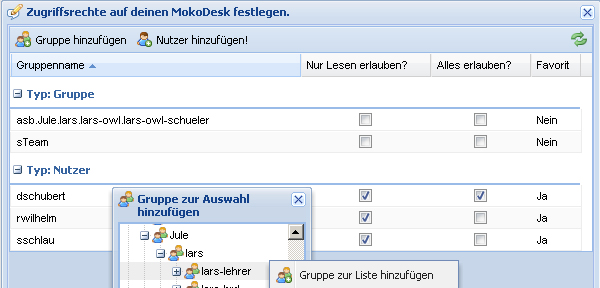 Zugriffsrechte auf deinen MokoDesk festlegen.
Gruppe hinzufügen Nutzer hinzufügen!
Gruppenname Nur Lesen erlauben? Alles erlauben? Favorit
Typ: Gruppe
asb.Jule.lars.lars-owl.lars-owl-schueler Nein
sTeam Nein
Typ: Nutzer
dschubert Ja
rwilhelm Ja
sschlau Ja
Gruppe zur Auswahl
hinzufügen
Jule
lars
lars-lehrer
Gruppe zur Liste hinzufügen